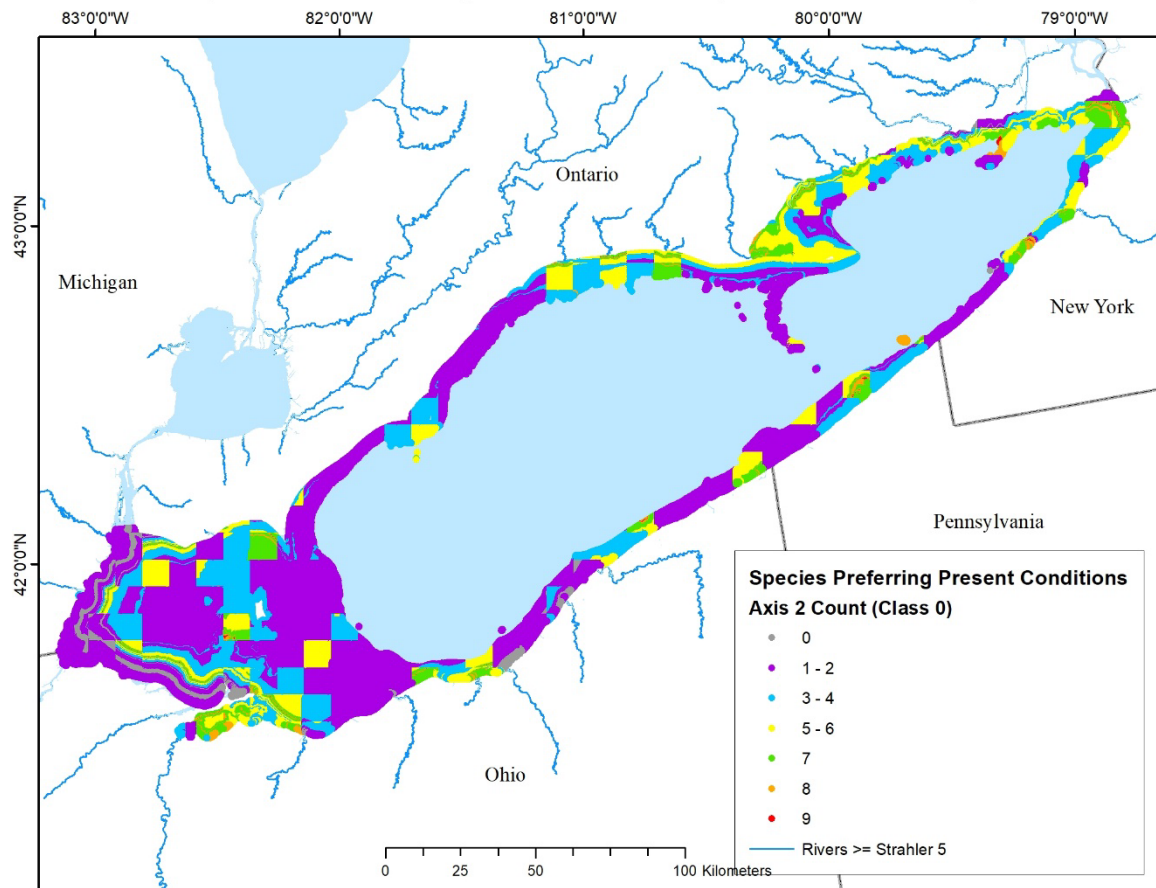 83°0'0"W 82°0'0"W 81°0'0"W 80°0'0"W 79°0'0"W
43°0'0"N
42°0'0"N
Ontario
Michigan
New York
Pennsylvania
Ohio
Species Preferring Present Conditions
Axis 2 Count (Class 0)
0
1 - 2
3 - 4
5 - 6
7
8
9
Rivers >= Strahler 5
0 25 50 100 Kilometers